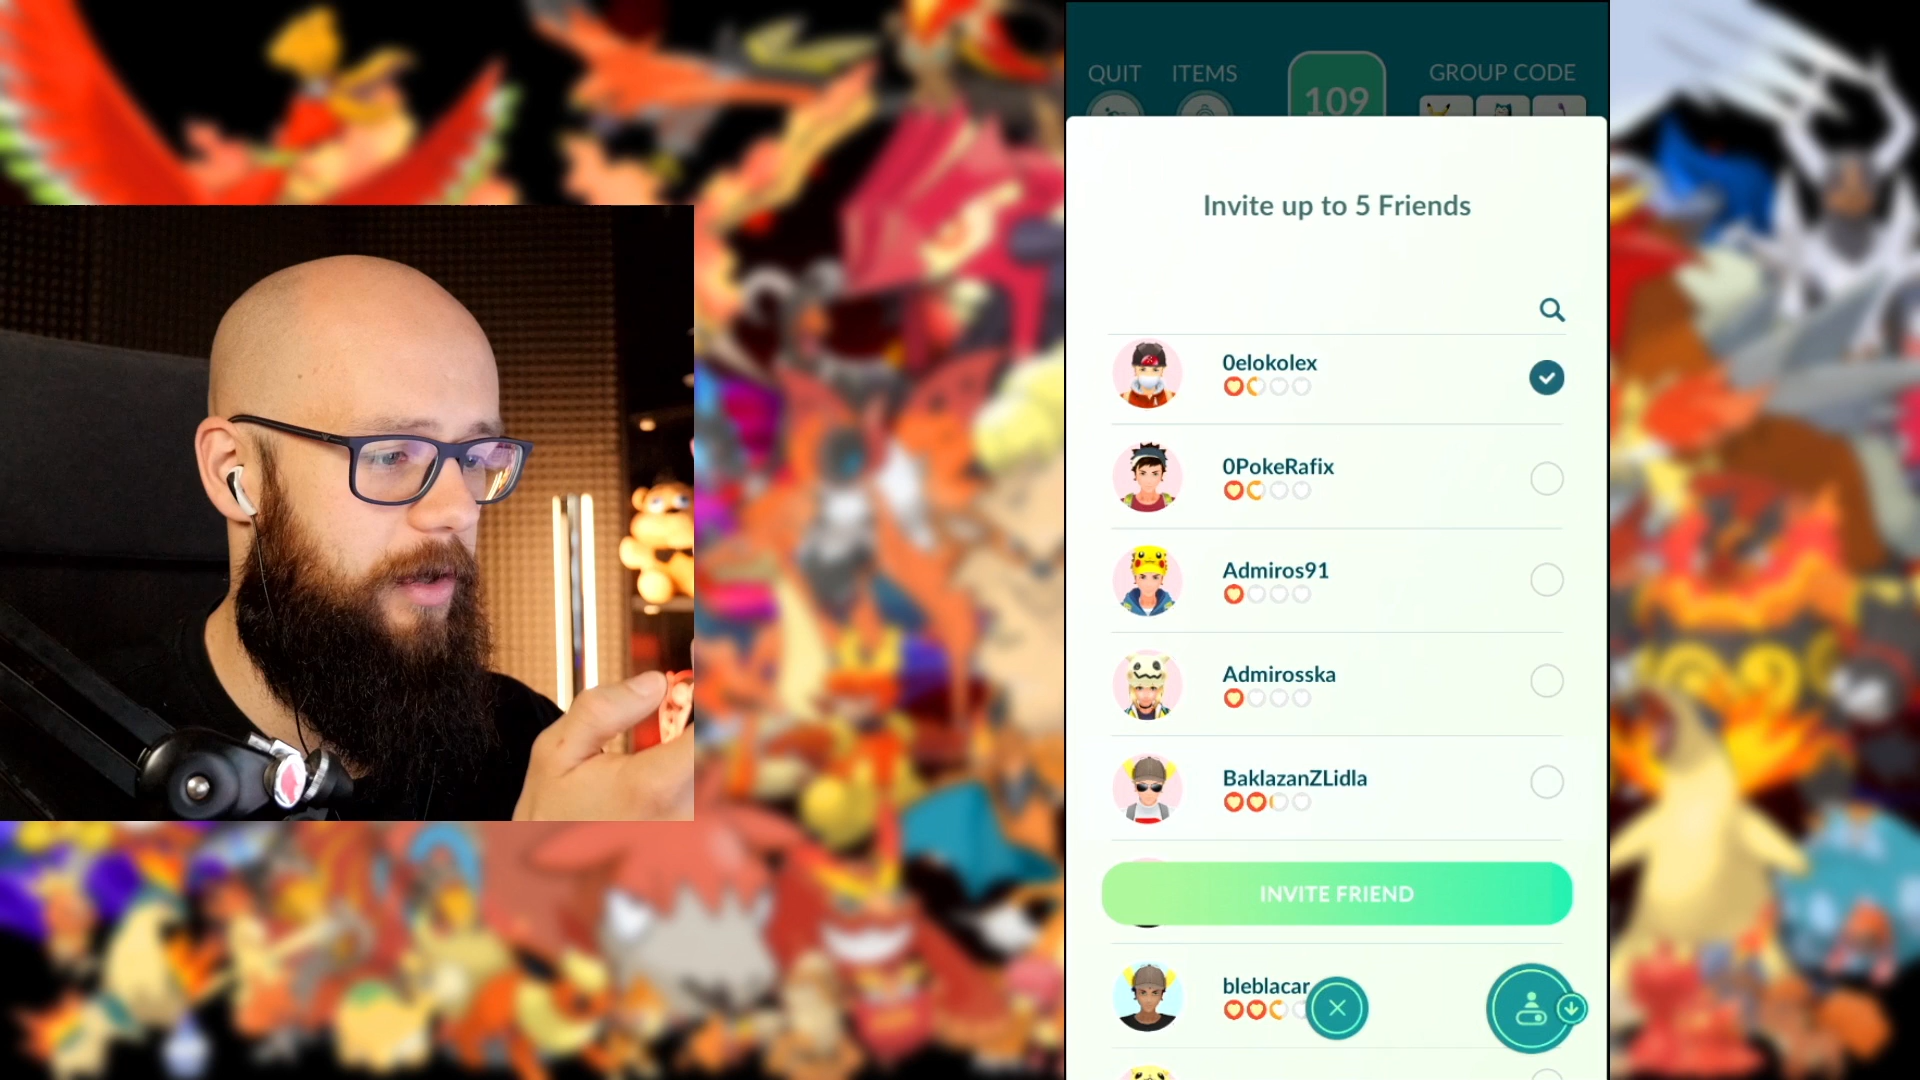 QUIT ITEMS 109 GROUP CODE
Invite up to 5 Friends
0elokolex
0PokeRafix
Admiros91
Admirosska
BaklazanZLidla
INVITE FRIEND
bleblacar